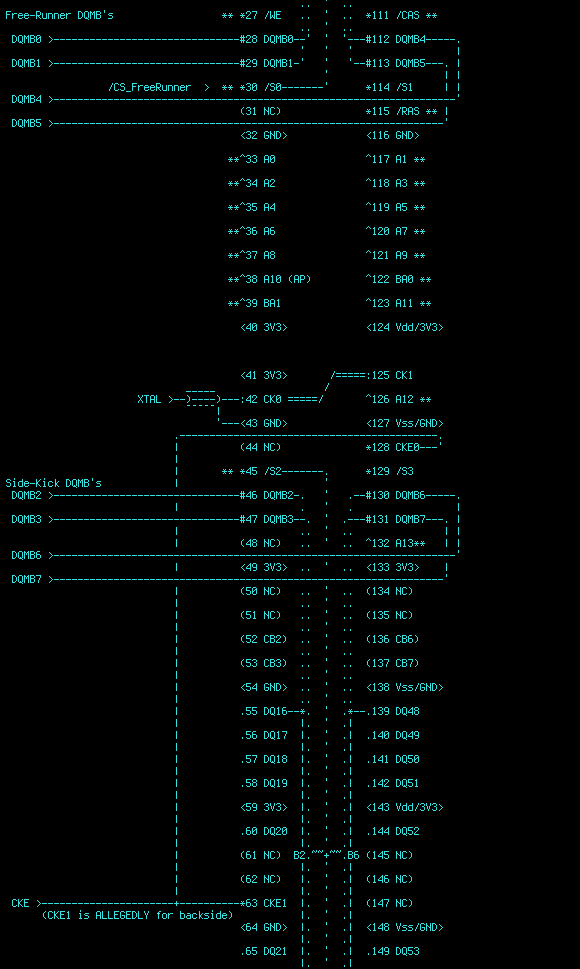 Free-Runner DQMB's ** *27 /WE *111 /CAS **
DQMB0 >--#28 DQMB0 --#112 DQMB4
DQMB1 >--#29 DQMB1 --#113 DQMB5
/CS_FreeRunner > ** *30 /S0 *114 /S1
DQMB4 >
(31 NC) *115 /RAS **
DQMB5 >
<32 GND> <116 GND>
**^33 A0 ^117 A1 **
**^34 A2 ^118 A3 **
**^35 A4 ^119 A5 **
**^36 A6 ^120 A7 **
**^37 A8 ^121 A9 **
**^38 A10 (AP) ^122 BA0 **
**^39 BA1 ^123 A11 **
<40 3V3> <124 Vdd/3V3>
<41 3V3> /=====:125 CK1
XTAL >--)----)---:42 CK0 =====/ ^126 A12 **
<43 GND> <127 Vss/GND>
(44 NC) *128 CKE0
** *45 /S2 *129 /S3
Side-Kick DQMB's
DQMB2 >--#46 DQMB2 --#130 DQMB6
DQMB3 >--#47 DQMB3 --#131 DQMB7
(48 NC) ^132 A13**
DQMB6 >
<49 3V3> <133 3V3>
DQMB7 >
(50 NC) (134 NC)
(51 NC) (135 NC)
(52 CB2) (136 CB6)
(53 CB3) (137 CB7)
<54 GND> <138 Vss/GND>
.55 DQ16--* *--.139 DQ48
.56 DQ17 .140 DQ49
.57 DQ18 .141 DQ50
.58 DQ19 .142 DQ51
<59 3V3> <143 Vdd/3V3>
.60 DQ20 .144 DQ52
(61 NC) B2.~~+~~.B6 (145 NC)
(62 NC) (146 NC)
CKE >--*63 CKE1 (147 NC)
(CKE1 is ALLEGEDLY for backside)
<64 GND> <148 Vss/GND>
.65 DQ21 .149 DQ53